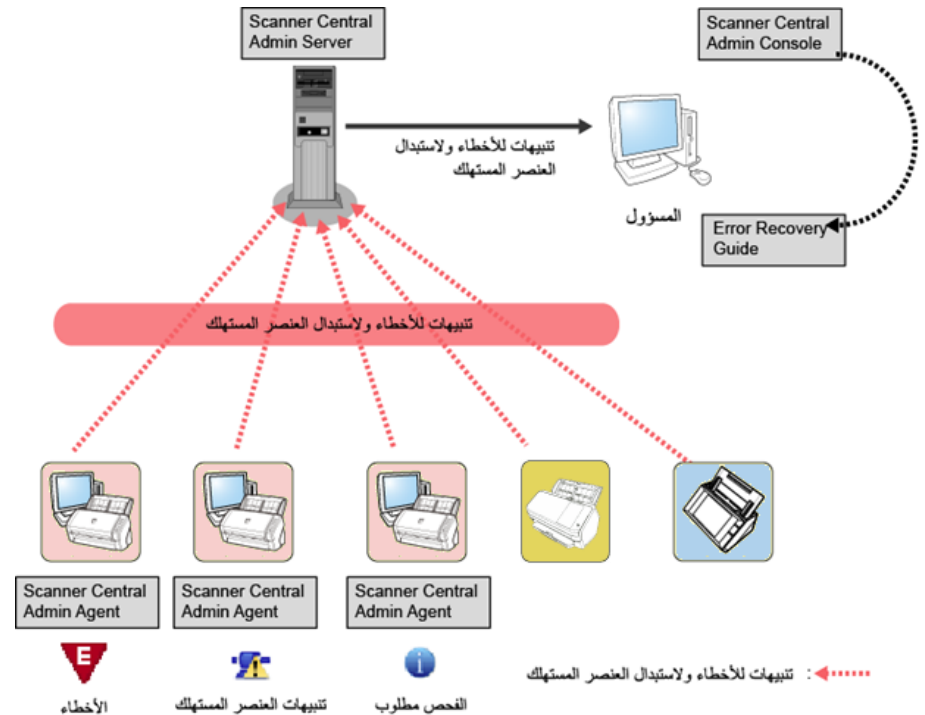 Scanner Central
Admin Server
Scanner Central
Admin Console
تنبيهات للأخطاء ولاستبدال
العنصر المستهلك
المسؤول
Error Recovery
Guide
تنبيهات للأخطاء ولاستبدال العنصر المستهلك
Scanner Central
Admin Agent
Scanner Central
Admin Agent
Scanner Central
Admin Agent
E
i
الأخطاء
تنبيهات العنصر المستهلك
الفحص مطلوب
: تنبيهات للأخطاء ولاستبدال العنصر المستهلك